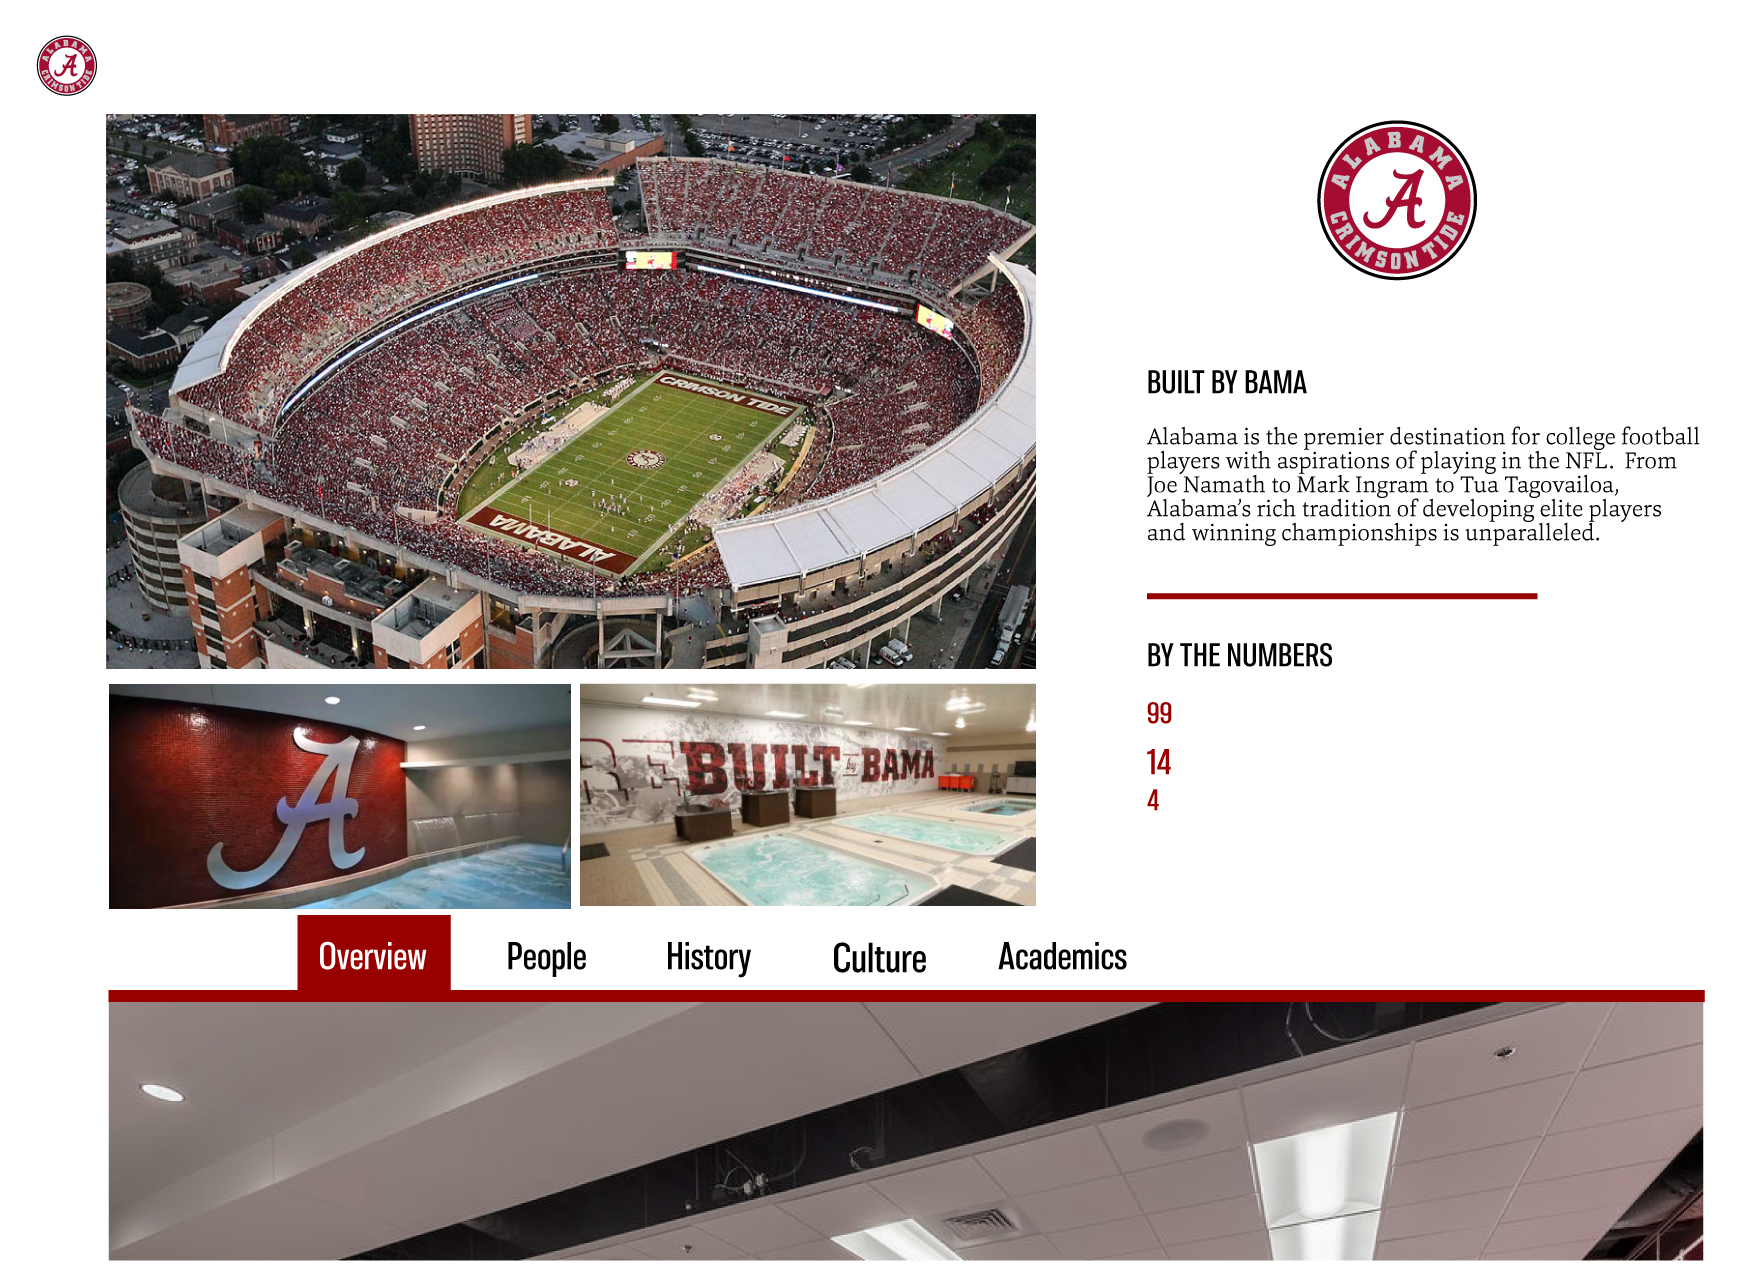 ALABAMA
CRIMSON TIDE
A
CRIMSON TIDE
ALABAMA
ALABAMA
CRIMSON TIDE
A
BUILT BY BAMA
Alabama is the premier destination for college football
players with aspirations of playing in the NFL.  From
Joe Namath to Mark Ingram to Tua Tagovailoa,
Alabama’s rich tradition of developing elite players
and winning championships is unparalleled.
BY THE NUMBERS
99
14
4
A
BUILT by BAMA
Overview
People
History
Culture
Academics